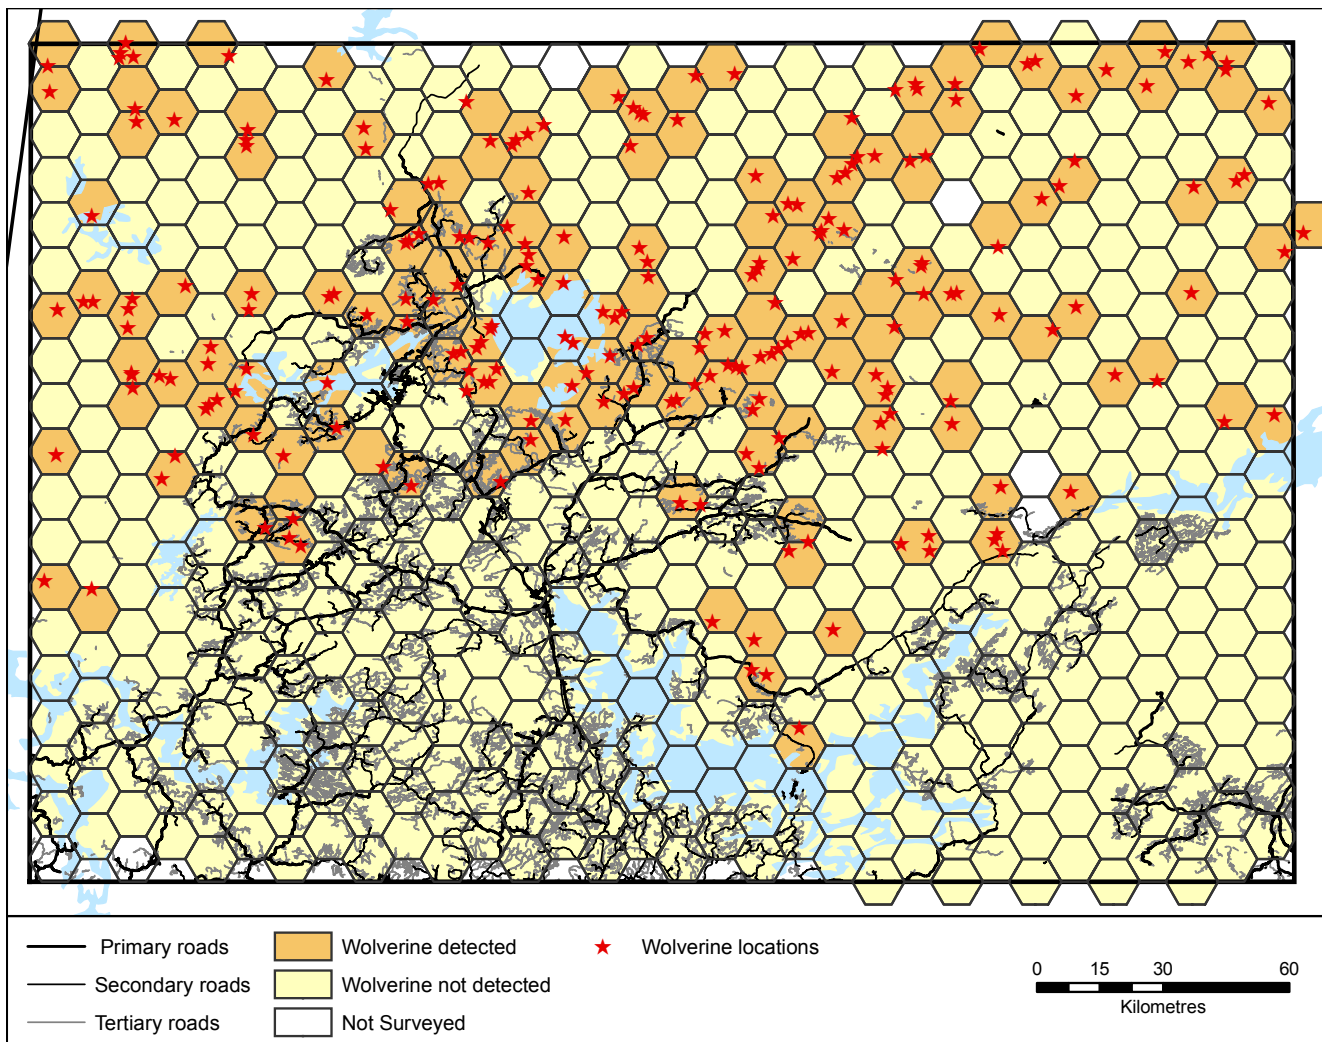 Primary roads
Secondary roads
Tertiary roads
Wolverine detected
Wolverine not detected
Not Surveyed
Wolverine locations
0 15 30 60
Kilometres